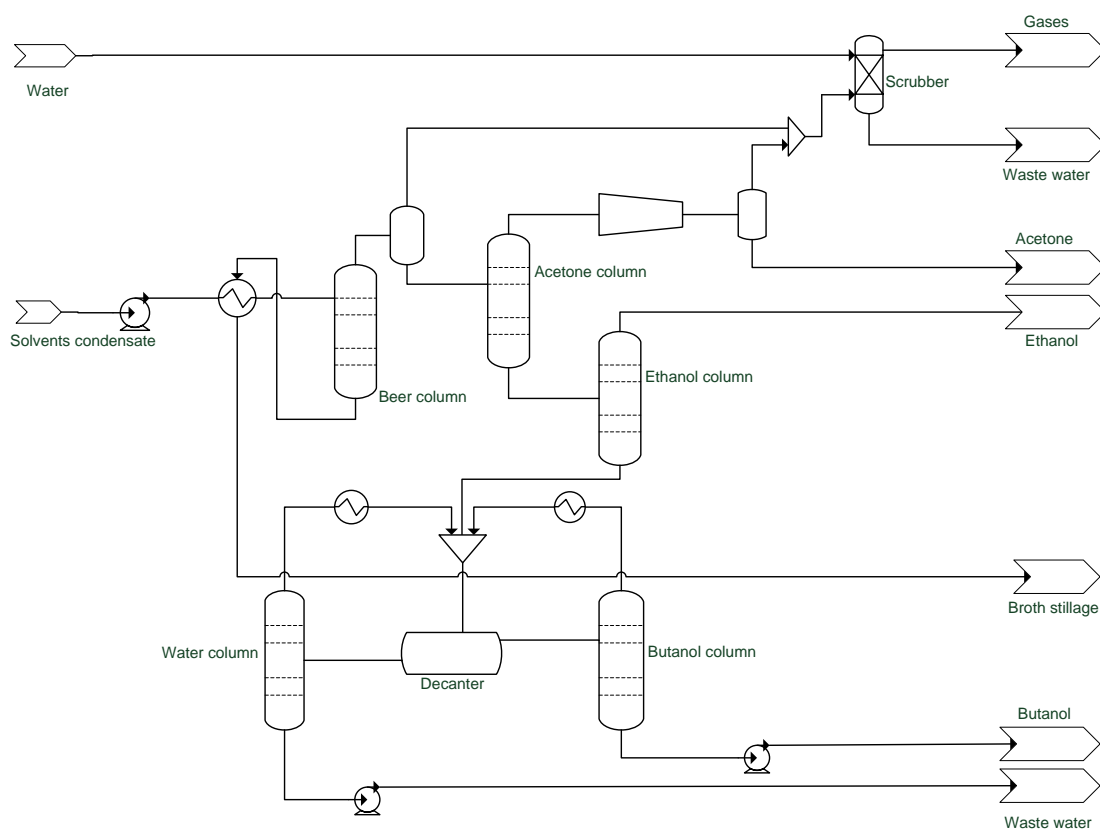 Gases
Water
Scrubber
Waste water
Acetone
Acetone column
Solvents condensate
Ethanol
Ethanol column
Beer column
Broth stillage
Water column
Butanol column
Decanter
Butanol
Waste water